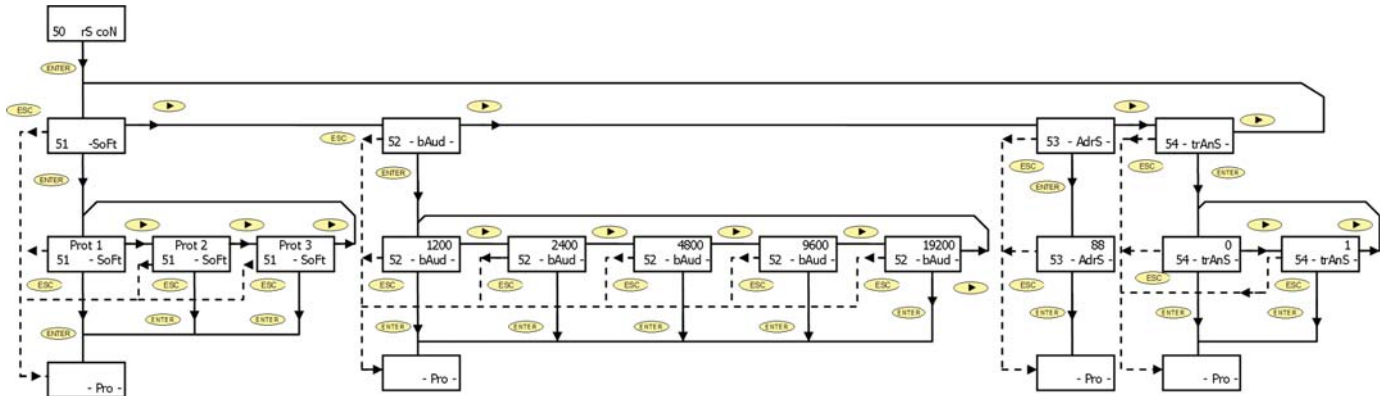 50 rS coN
ENTER
ESC
51 -SoFt
ESC
52 - bAud -
53 - AdrS -
54 - trAnS -
ENTER
ENTER
ESC
ENTER
ESC
ENTER
Prot 1
51 - SoFt
Prot 2
51 - SoFt
Prot 3
51 - SoFt
1200
52 - bAud -
2400
52 - bAud -
4800
52 - bAud -
9600
52 - bAud -
19200
52 - bAud -
88
53 - AdrS -
0
54 - trAnS -
1
54 - trAnS -
ESC
ESC
ESC
ESC
ESC
ESC
ESC
ESC
ESC
ESC
ESC
ENTER
ENTER
ENTER
ENTER
ENTER
ENTER
ENTER
ENTER
ENTER
ENTER
ENTER
- Pro -
- Pro -
- Pro -
- Pro -